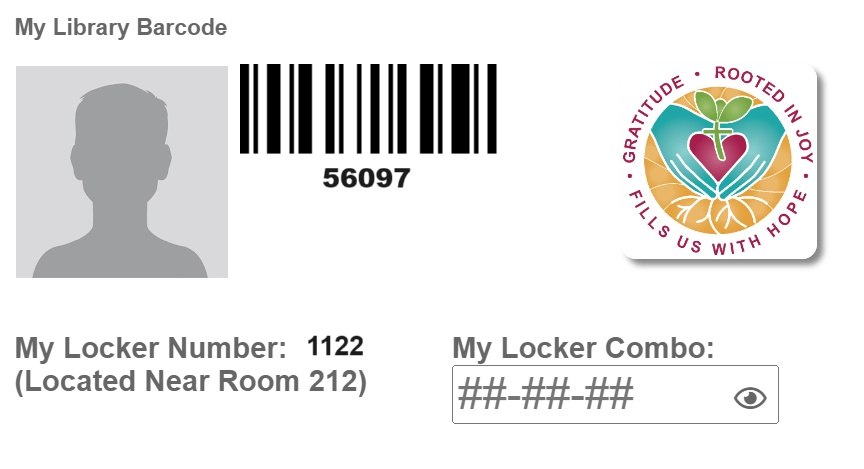 My Library Barcode
56097
GRATITUDE • ROOTED IN JOY • FILLS US WITH HOPE •
My Locker Number: 1122
(Located Near Room 212)
My Locker Combo:
##-##-##